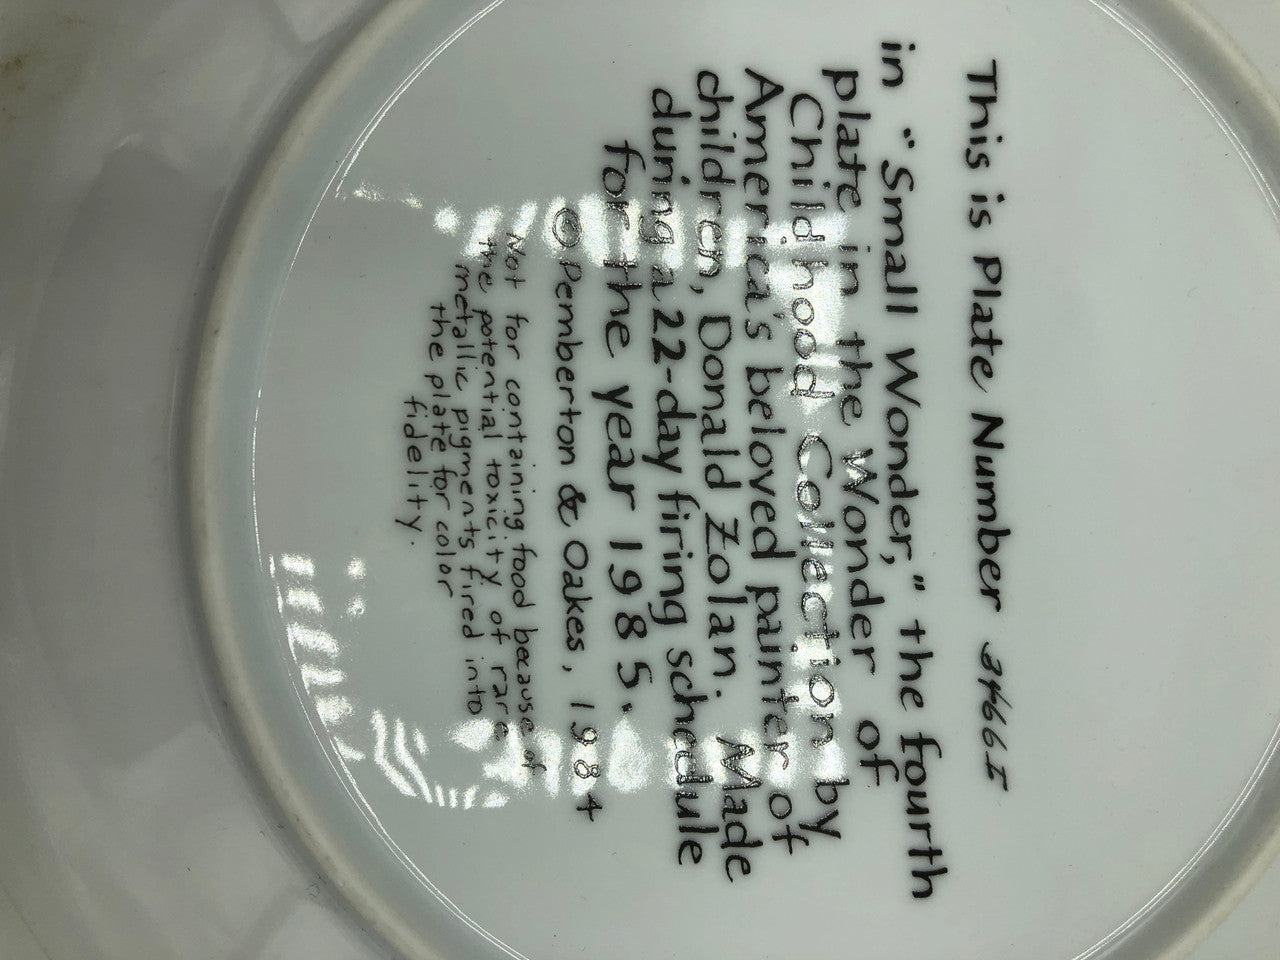 This is Plate Number 3466I
in "Small Wonder," the fourth
plate in the Wonder of
Childhood Collection by
America's beloved painter of
children, Donald Zolan. Made
during a 22-day firing schedule
for the year 1985.
© Pemberton & Oakes, 1984
Not for containing food because of
the potential toxicity of rare
metallic pigments fired into
the plate for color
fidelity.